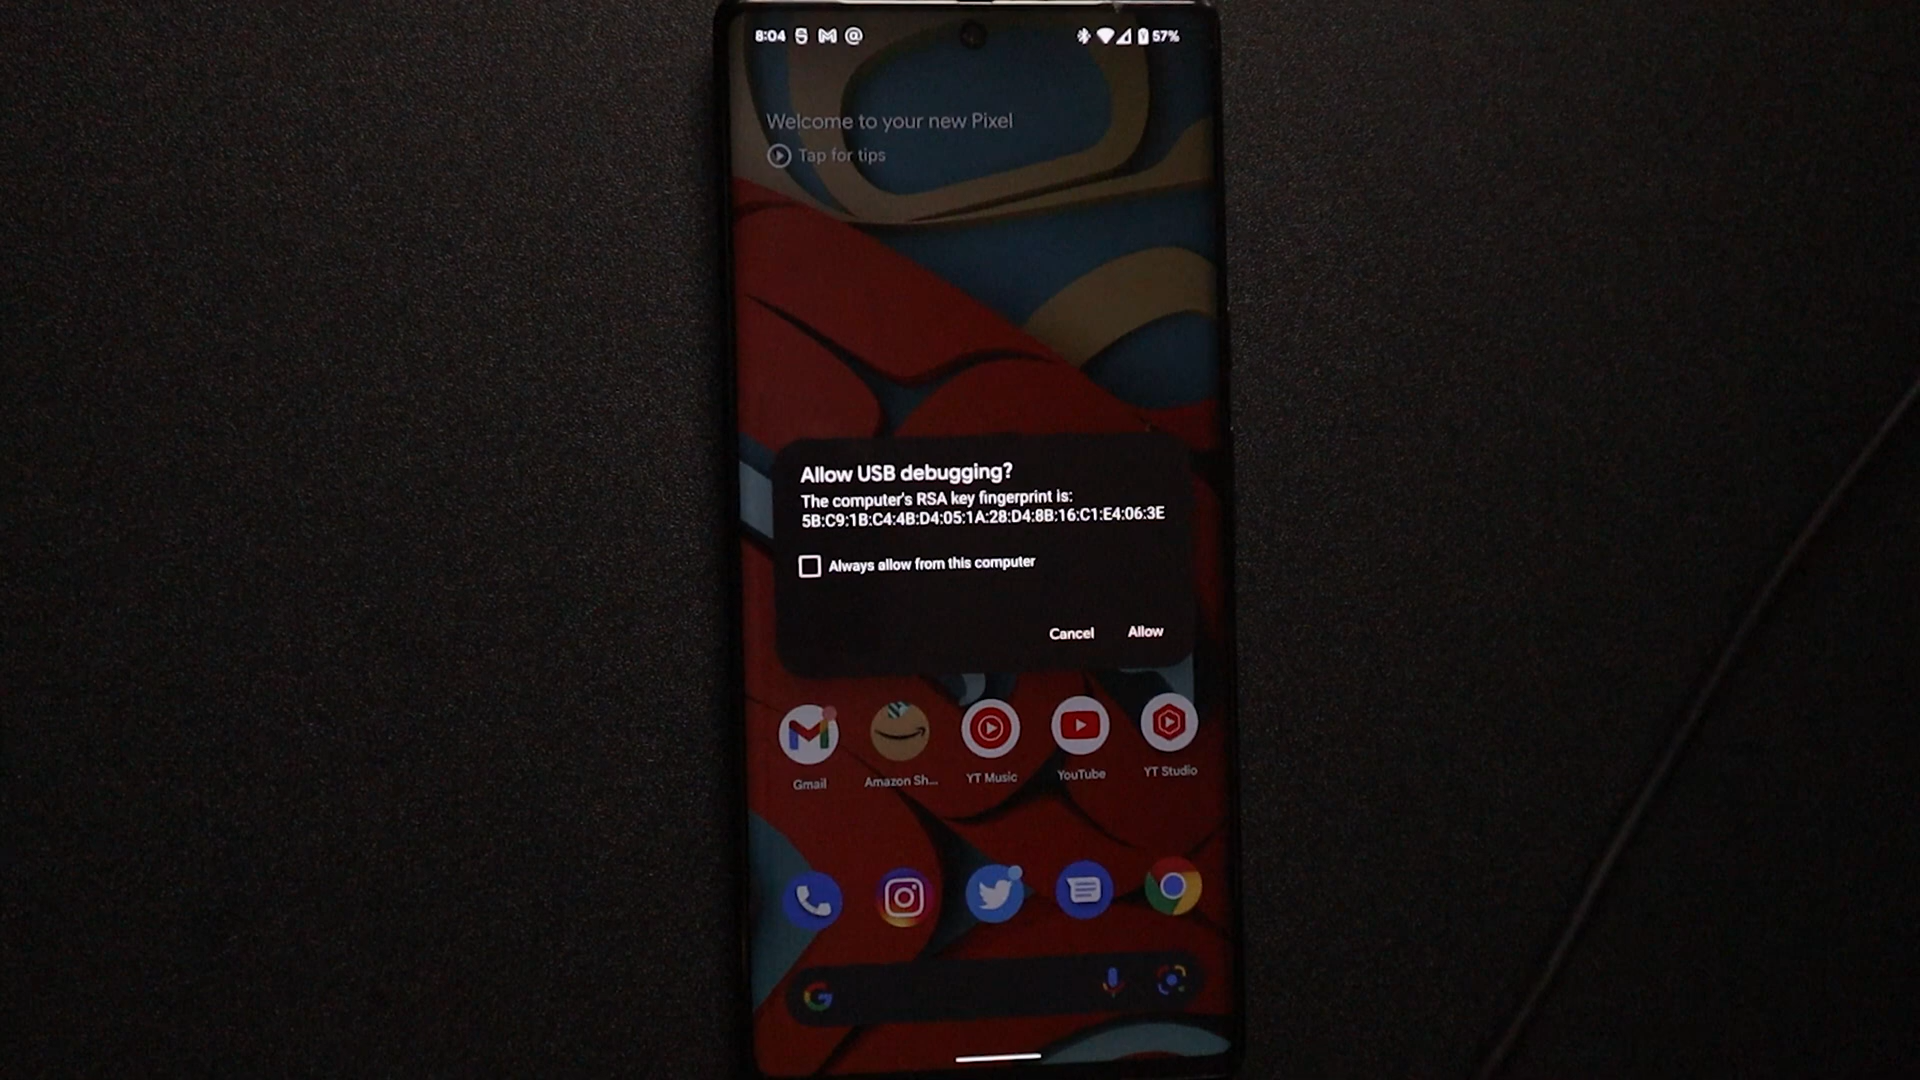 8:04 57%
Welcome to your new Pixel
Tap for tips
Allow USB debugging?
The computer's RSA key fingerprint is:
5B:C9:1B:C4:4B:D4:05:1A:28:D4:8B:16:C1:E4:06:3E
Always allow from this computer
Cancel Allow
Gmail Amazon Sh... YT Music YouTube YT Studio